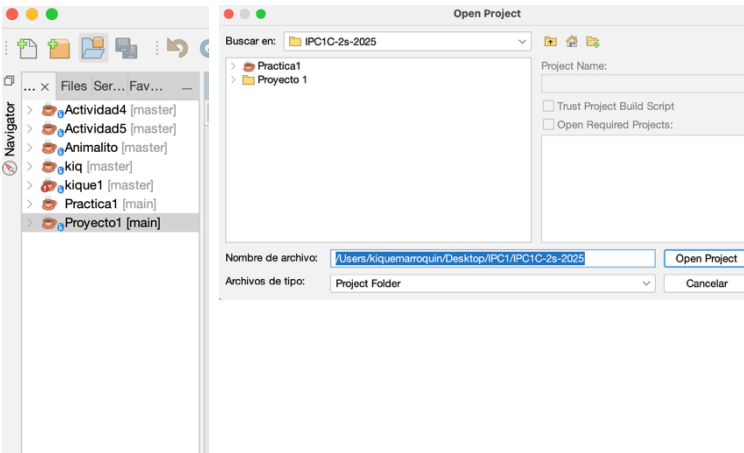 Navigator
... × Files Ser... Fav...
Actividad4 [master]
Actividad5 [master]
Animalito [master]
kiq [master]
kique1 [master]
Practica1 [main]
Proyecto1 [main]
Open Project
Buscar en: IPC1C-2s-2025
Practica1
Proyecto 1
Project Name:
Trust Project Build Script
Open Required Projects:
Nombre de archivo: /Users/kiquemarroquin/Desktop/IPC1/IPC1C-2s-2025 Open Project
Archivos de tipo: Project Folder Cancelar